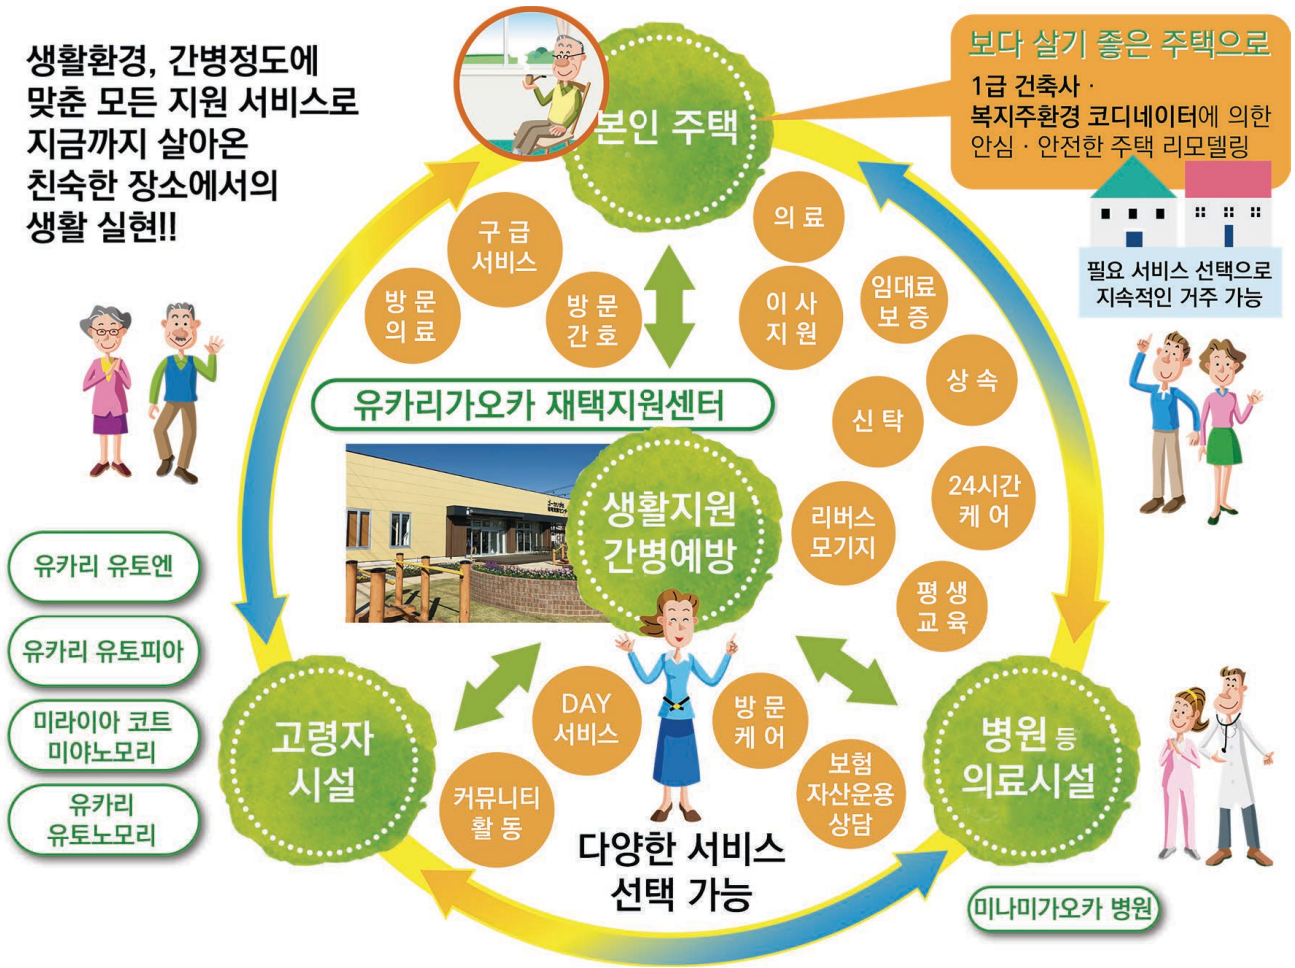 생활환경, 간병정도에
맞춘 모든 지원 서비스로
지금까지 살아온
친숙한 장소에서의
생활 실현!!
본인 주택
보다 살기 좋은 주택으로
1급 건축사 ·
복지주환경 코디네이터에 의한
안심 · 안전한 주택 리모델링
필요 서비스 선택으로
지속적인 거주 가능
구 급
서비스
방 문
의 료
방 문
간 호
의 료
이 사
지 원
임대료
보 증
상 속
신 탁
24시간
케 어
리버스
모기지
평 생
교 육
유카리가오카 재택지원센터
생활지원
간병예방
유카리 유토엔
유카리 유토피아
미라이아 코트
미야노모리
유카리
유토노모리
고령자
시설
DAY
서비스
커뮤니티
활 동
방 문
케 어
보험
자산운용
상담
다양한 서비스
선택 가능
병원 등
의료시설
미나미가오카 병원